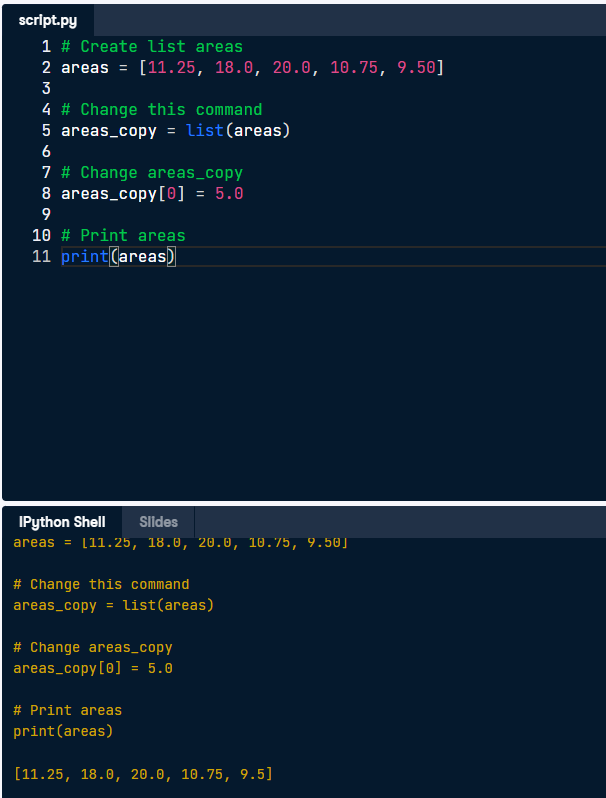 script.py
1 # Create list areas
2 areas = [11.25, 18.0, 20.0, 10.75, 9.50]
3
4 # Change this command
5 areas_copy = list(areas)
6
7 # Change areas_copy
8 areas_copy[0] = 5.0
9
10 # Print areas
11 print(areas)
IPython Shell Slides
areas = [11.25, 18.0, 20.0, 10.75, 9.50]
# Change this command
areas_copy = list(areas)
# Change areas_copy
areas_copy[0] = 5.0
# Print areas
print(areas)
[11.25, 18.0, 20.0, 10.75, 9.5]